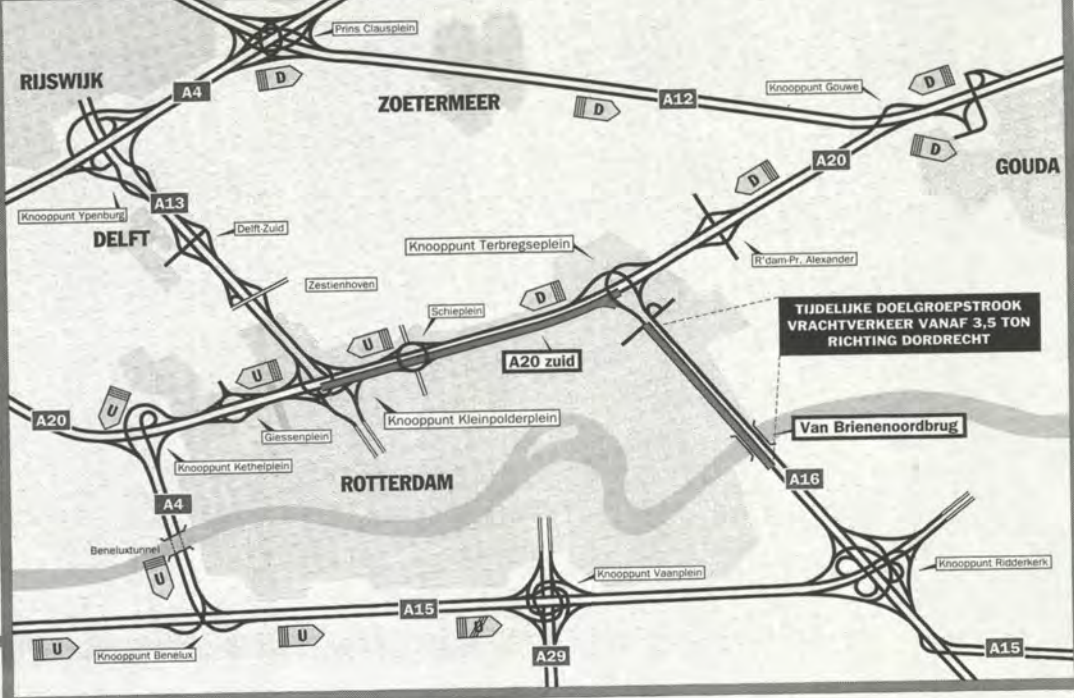 Prins Clausplein
RIJSWIJK
D
A4
ZOETERMEER
D
A12
Knooppunt Gouwe
D
D
GOUDA
A20
D
Knooppunt Ypenburg
A13
DELFT
Delft-Zuid
Zestienhoven
Knooppunt Terbregseplein
R'dam-Pr. Alexander
D
Schieplein
U
A20 zuid
TIJDELIJKE DOELGROEPSTROOK
VRACHTVERKEER VANAF 3,5 TON
RICHTING DORDRECHT
U
U
A20
Giessenplein
Knooppunt Kleinpolderplein
Van Brienenoordbrug
Knooppunt Kethelplein
ROTTERDAM
A16
A4
Beneluxtunnel
U
Knooppunt Vaanplein
Knooppunt Ridderkerk
A15
U
U
U
Knooppunt Benelux
A29
A15